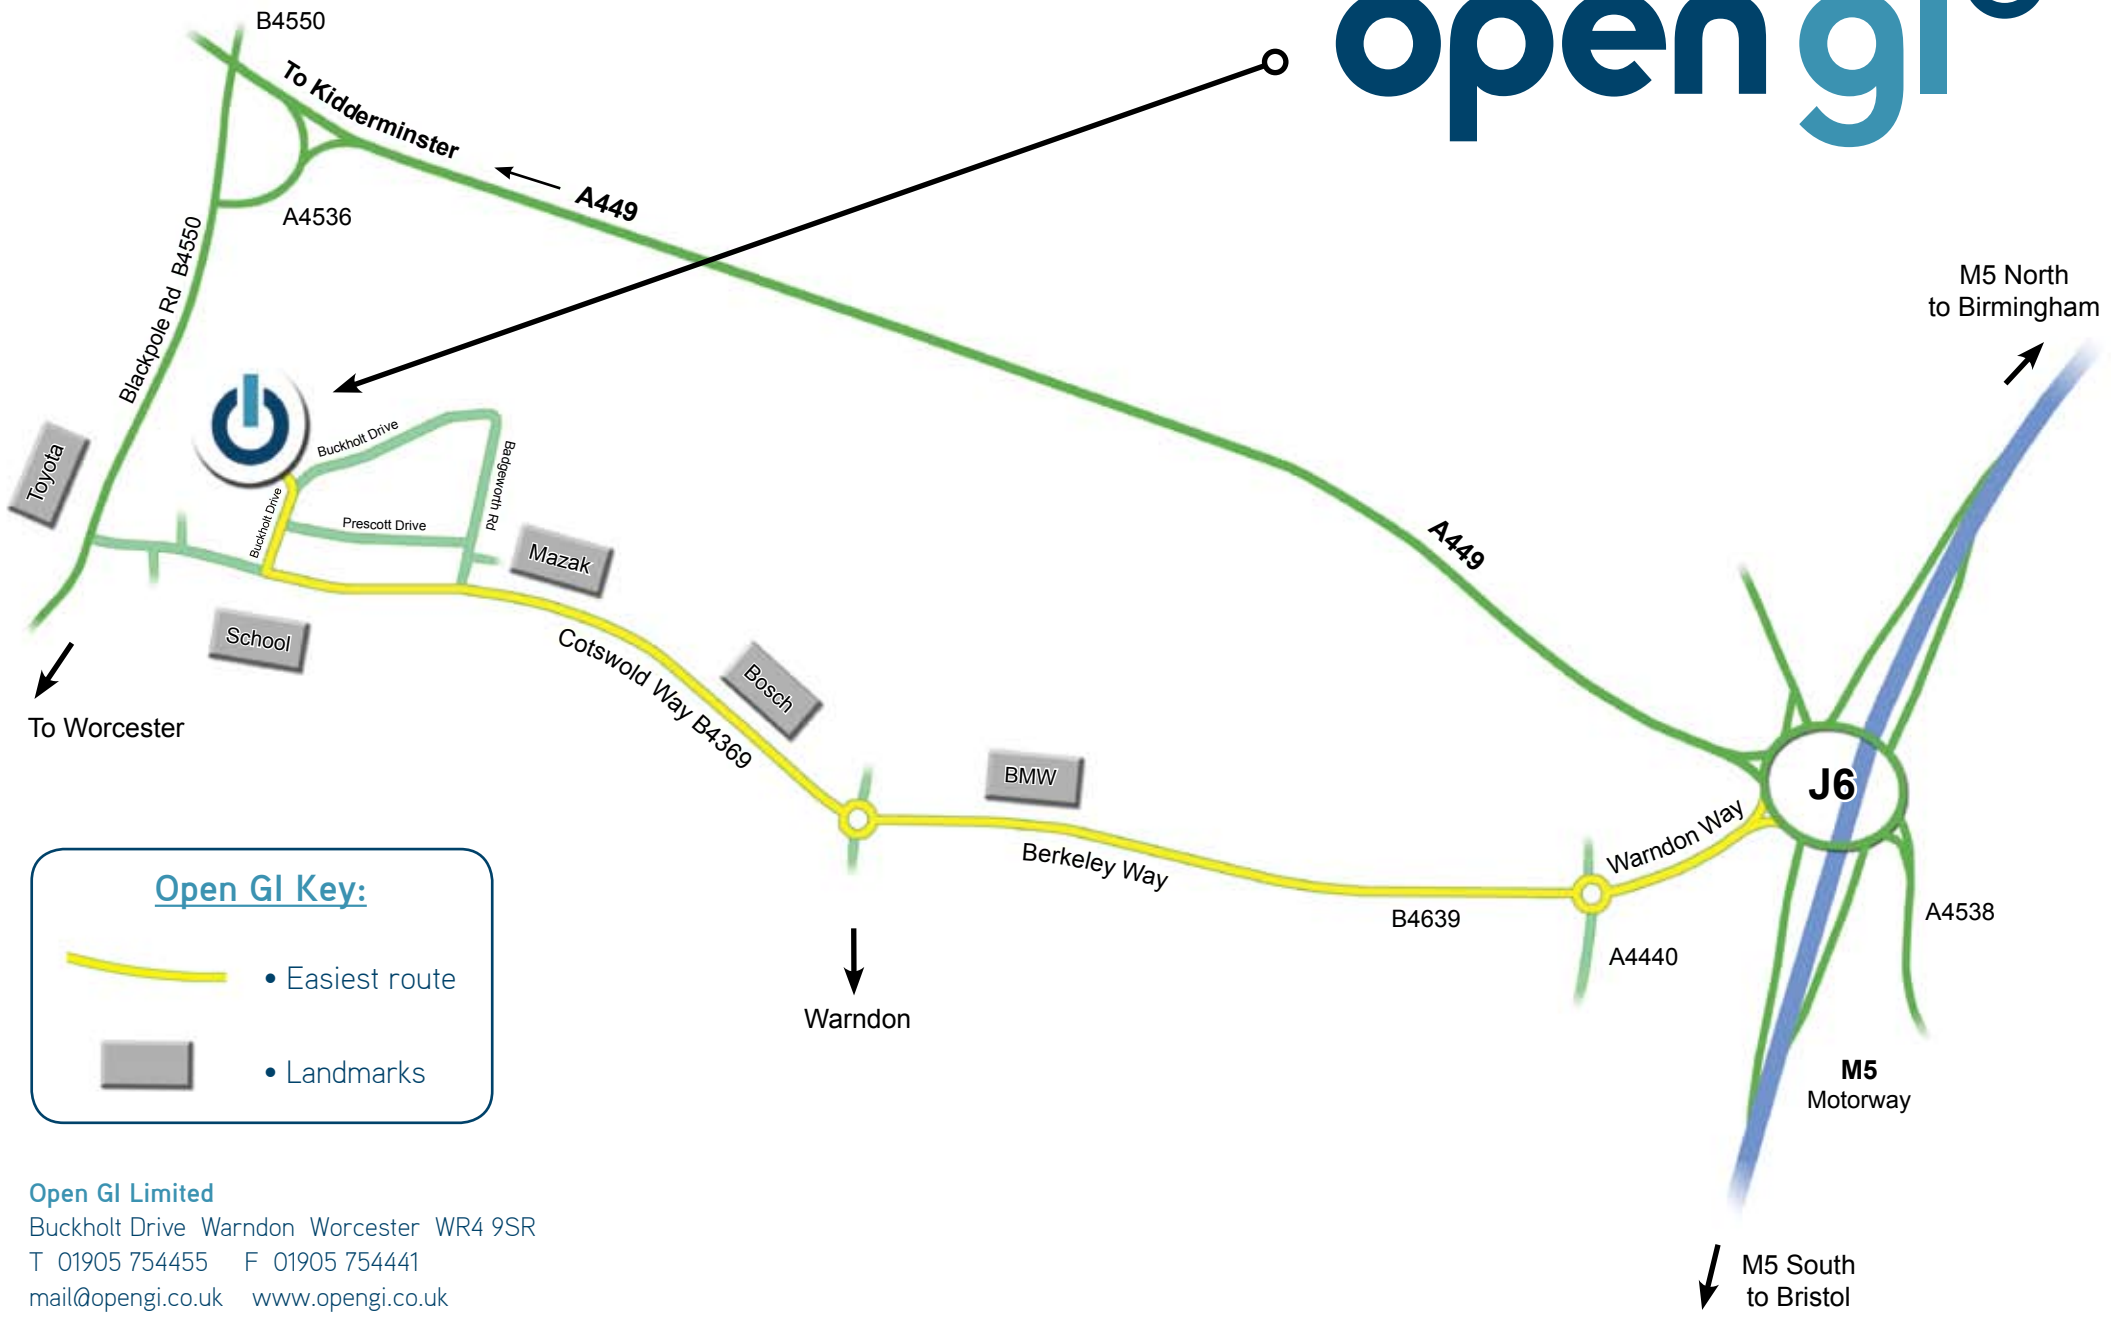 B4550
open gi
To Kidderminster
A449
A4536
Blackpole Rd B4550
M5 North
to Birmingham
Toyota
Buckholt Drive
Badgeworth Rd
Buckholt Drive
Prescott Drive
Mazak
A449
School
Cotswold Way B4369
Bosch
To Worcester
BMW
J6
Warndon Way
Berkeley Way
B4639
A4538
A4440
Warndon
Open GI Key:
• Easiest route
• Landmarks
M5
Motorway
Open GI Limited
Buckholt Drive Warndon Worcester WR4 9SR
T 01905 754455 F 01905 754441
mail@opengi.co.uk www.opengi.co.uk
M5 South
to Bristol